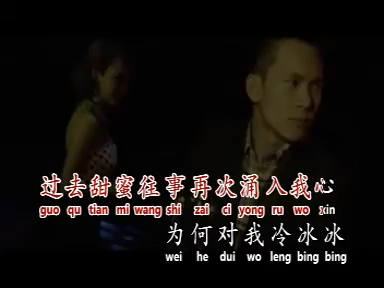 过去甜蜜往事再次涌入我心
guo qu tian mi wang shi zai ci yong ru wo xin
为何对我冷冰冰
wei he dui wo leng bing bing